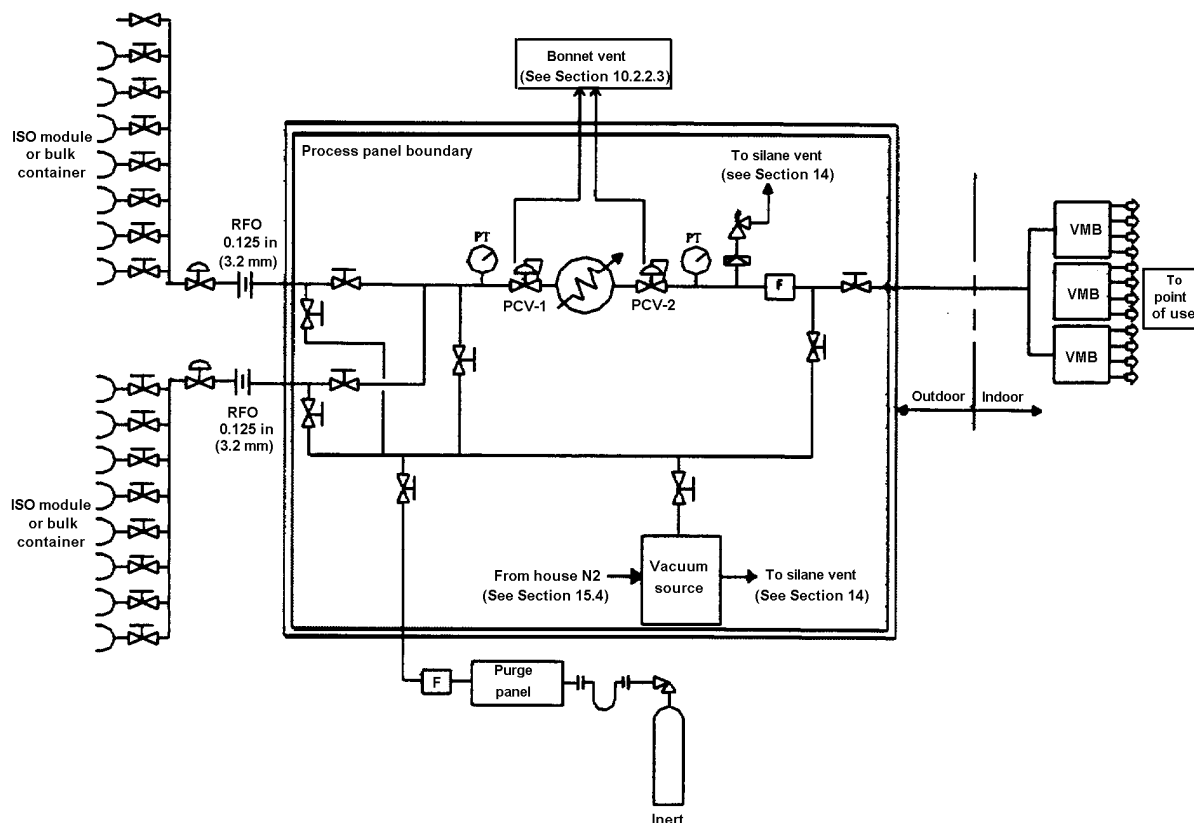 Bonnet vent
(See Section 10.2.2.3)
ISO module
or bulk
container
Process panel boundary
To silane vent
(see Section 14)
RFO
0.125 in
(3.2 mm)
PT
PT
VMB
VMB
VMB
To
point
of use
PCV-1
PCV-2
F
RFO
0.125 in
(3.2 mm)
Outdoor
Indoor
ISO module
or bulk
container
From house N2
(See Section 15.4)
Vacuum
source
To silane vent
(See Section 14)
F
Purge
panel
Inert